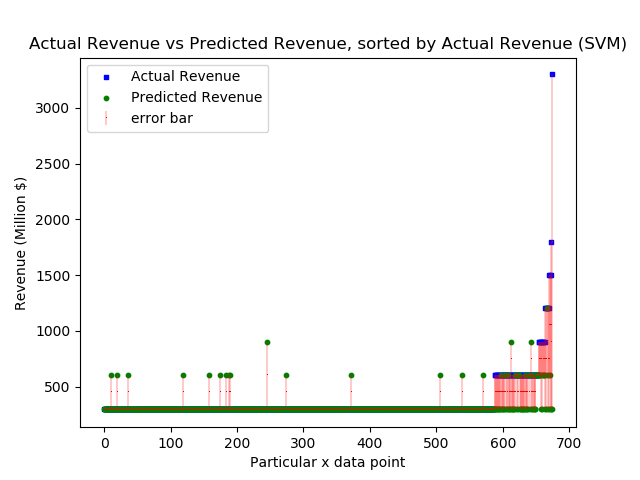 Actual Revenue vs Predicted Revenue, sorted by Actual Revenue (SVM)
Actual Revenue
Predicted Revenue
error bar
Revenue (Million $)
3000
2500
2000
1500
1000
500
0 100 200 300 400 500 600 700
Particular x data point